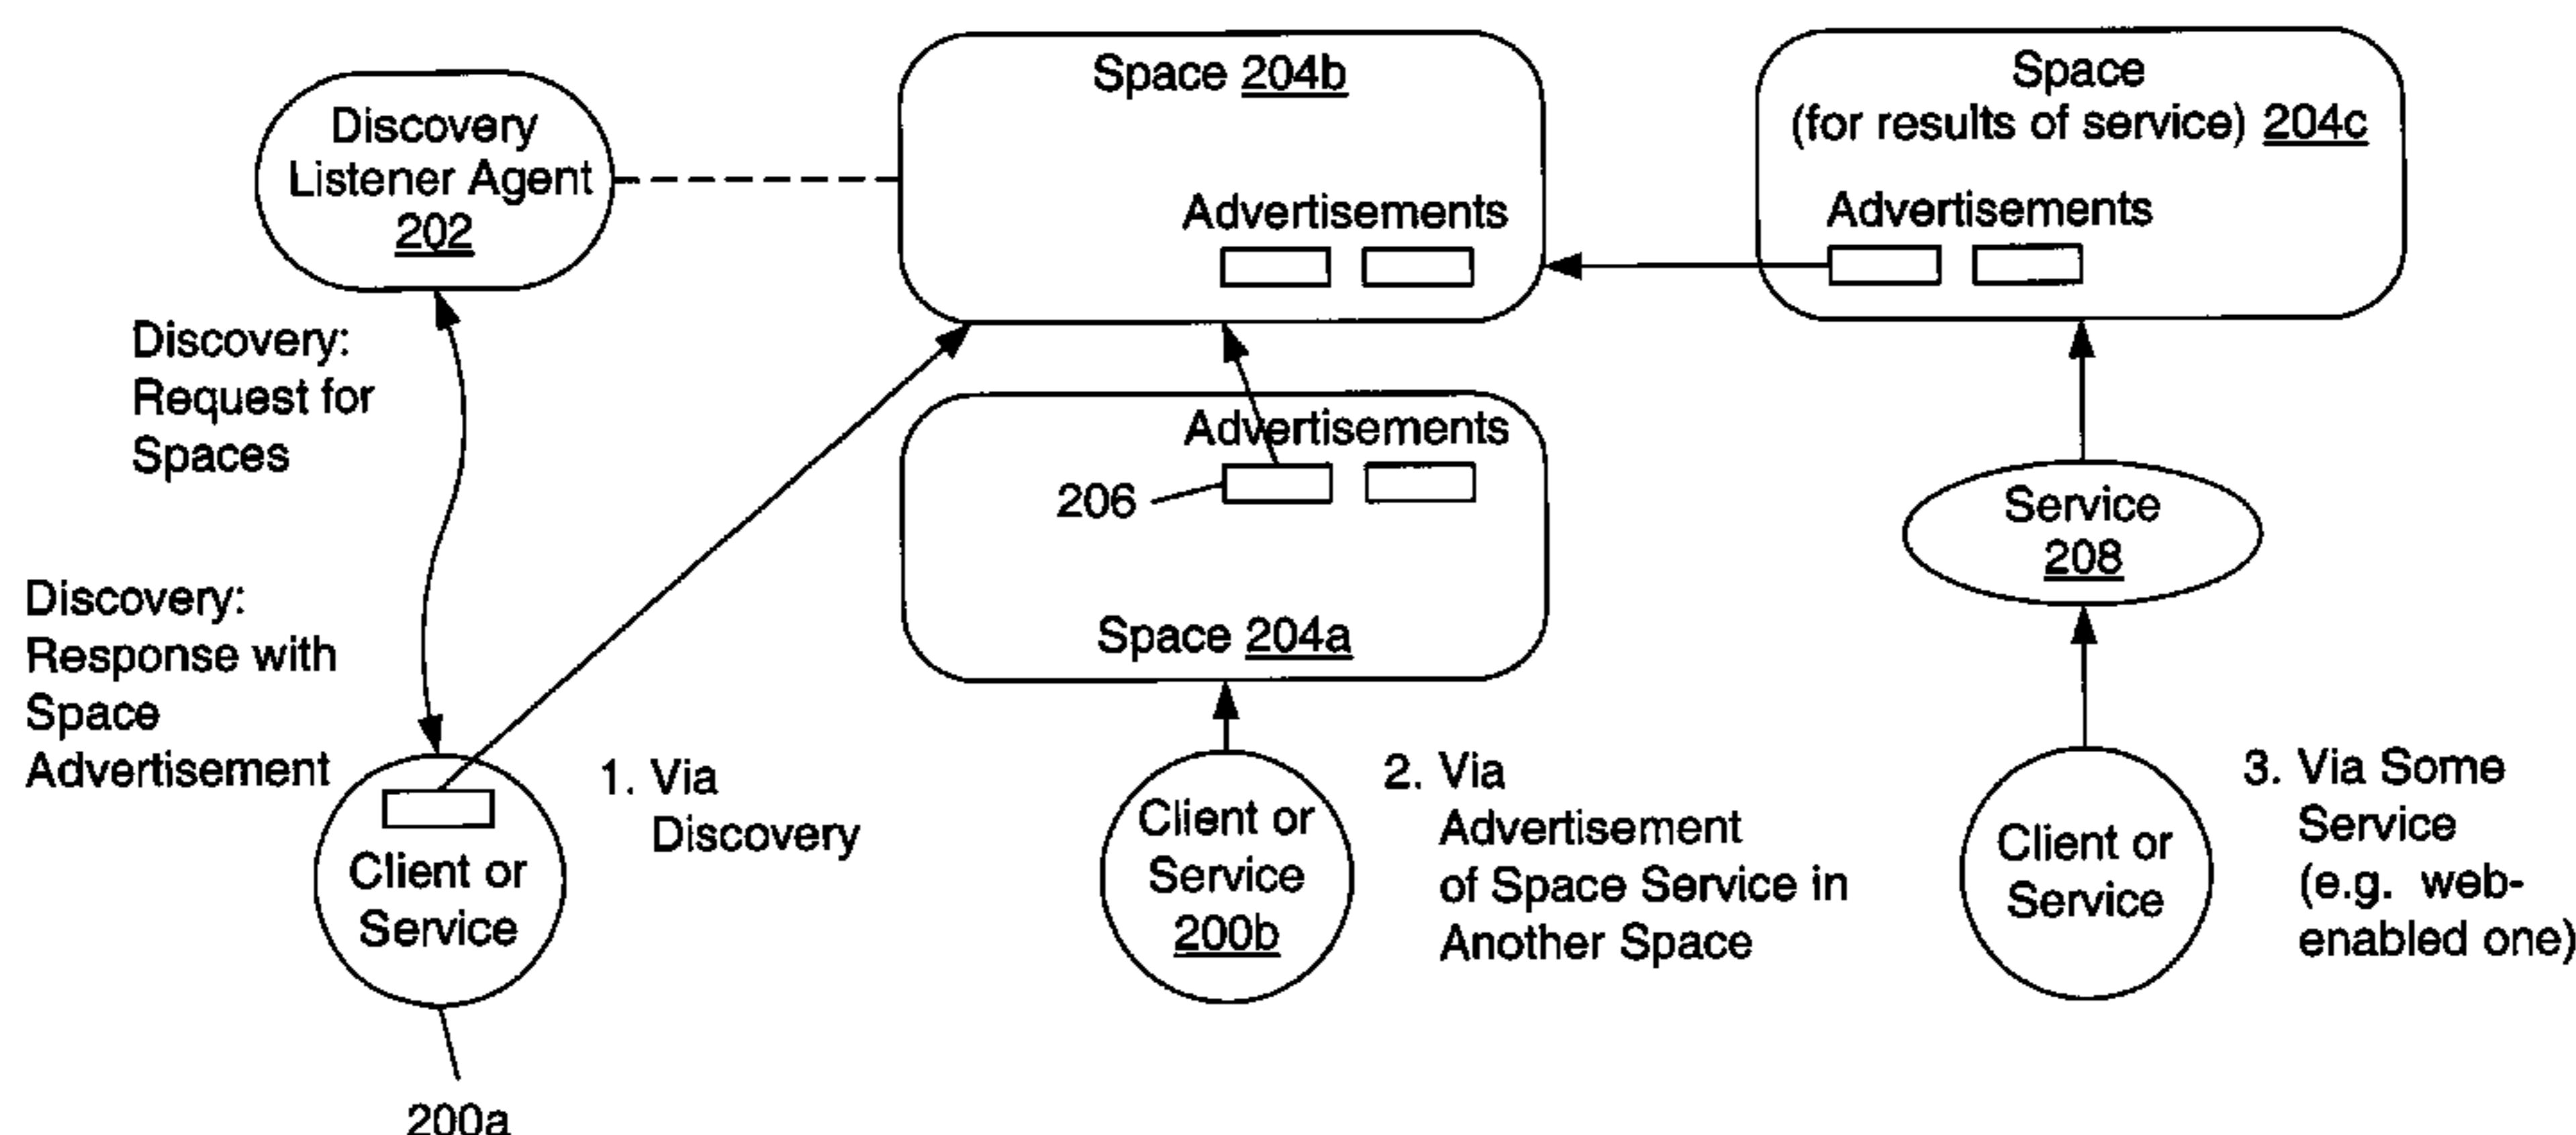 Discovery
Listener Agent
202
Space 204b
Advertisements
Space
(for results of service) 204c
Advertisements
Discovery:
Request for
Spaces
Advertisements
206
Space 204a
Service
208
Discovery:
Response with
Space
Advertisement
Client or
Service
200a
1. Via
Discovery
Client or
Service
200b
2. Via
Advertisement
of Space Service in
Another Space
Client or
Service
3. Via Some
Service
(e.g. web-
enabled one)